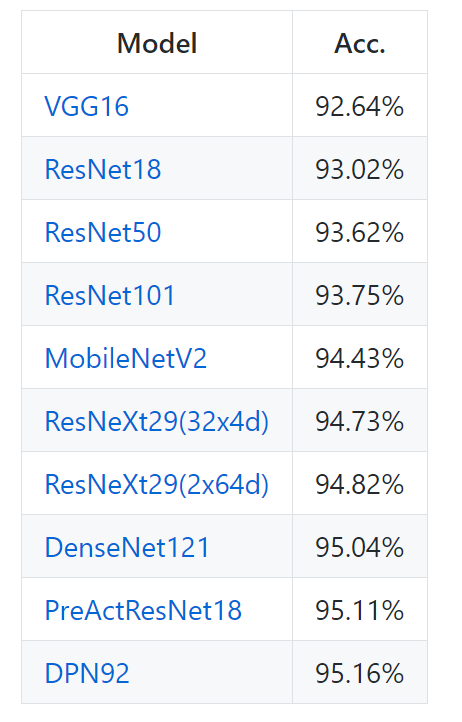 Model Acc.
VGG16 92.64%
ResNet18 93.02%
ResNet50 93.62%
ResNet101 93.75%
MobileNetV2 94.43%
ResNeXt29(32x4d) 94.73%
ResNeXt29(2x64d) 94.82%
DenseNet121 95.04%
PreActResNet18 95.11%
DPN92 95.16%